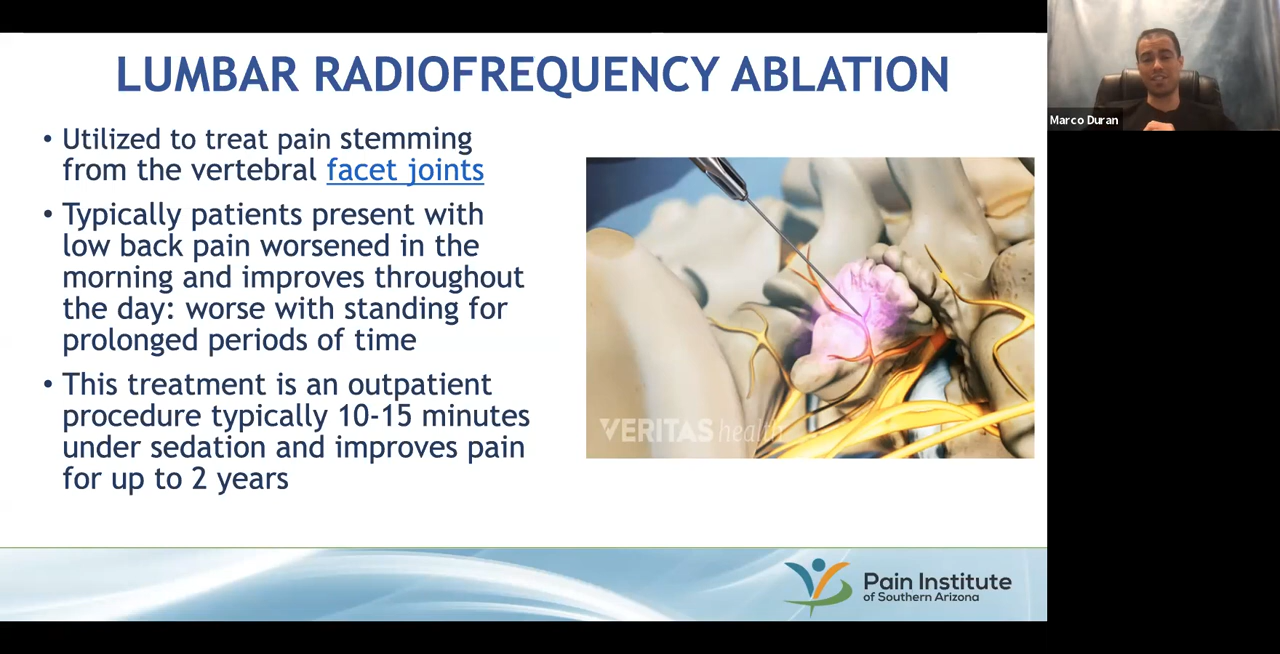 LUMBAR RADIOFREQUENCY ABLATION
• Utilized to treat pain stemming
from the vertebral facet joints
• Typically patients present with
low back pain worsened in the
morning and improves throughout
the day: worse with standing for
prolonged periods of time
• This treatment is an outpatient
procedure typically 10-15 minutes
under sedation and improves pain
for up to 2 years
VERITAS health
Pain Institute
of Southern Arizona
Marco Duran